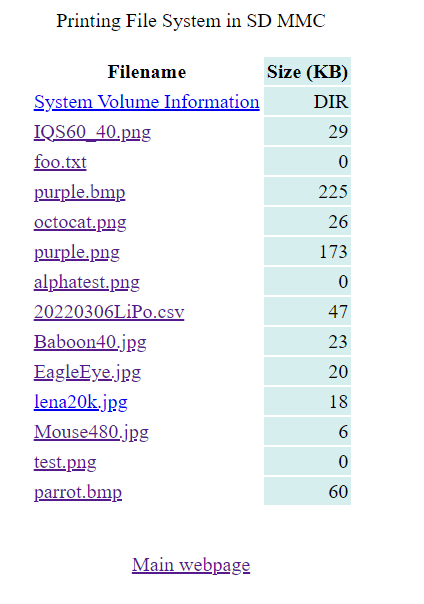 Printing File System in SD MMC
Filename Size (KB)
System Volume Information DIR
IQS60_40.png 29
foo.txt 0
purple.bmp 225
octocat.png 26
purple.png 173
alphatest.png 0
20220306LiPo.csv 47
Baboon40.jpg 23
EagleEye.jpg 20
lena20k.jpg 18
Mouse480.jpg 6
test.png 0
parrot.bmp 60
Main webpage